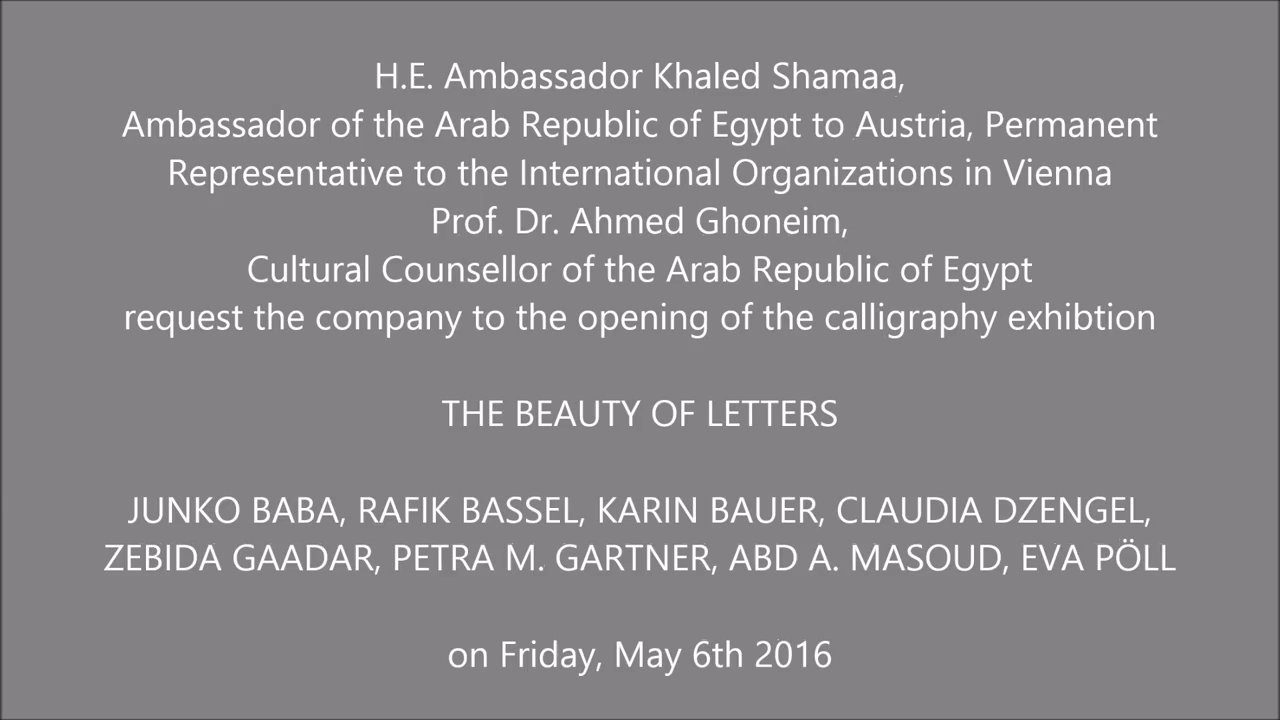 H.E. Ambassador Khaled Shamaa,
Ambassador of the Arab Republic of Egypt to Austria, Permanent
Representative to the International Organizations in Vienna
Prof. Dr. Ahmed Ghoneim,
Cultural Counsellor of the Arab Republic of Egypt
request the company to the opening of the calligraphy exhibtion
THE BEAUTY OF LETTERS
JUNKO BABA, RAFIK BASSEL, KARIN BAUER, CLAUDIA DZENGEL,
ZEBIDA GAADAR, PETRA M. GARTNER, ABD A. MASOUD, EVA PÖLL
on Friday, May 6th 2016